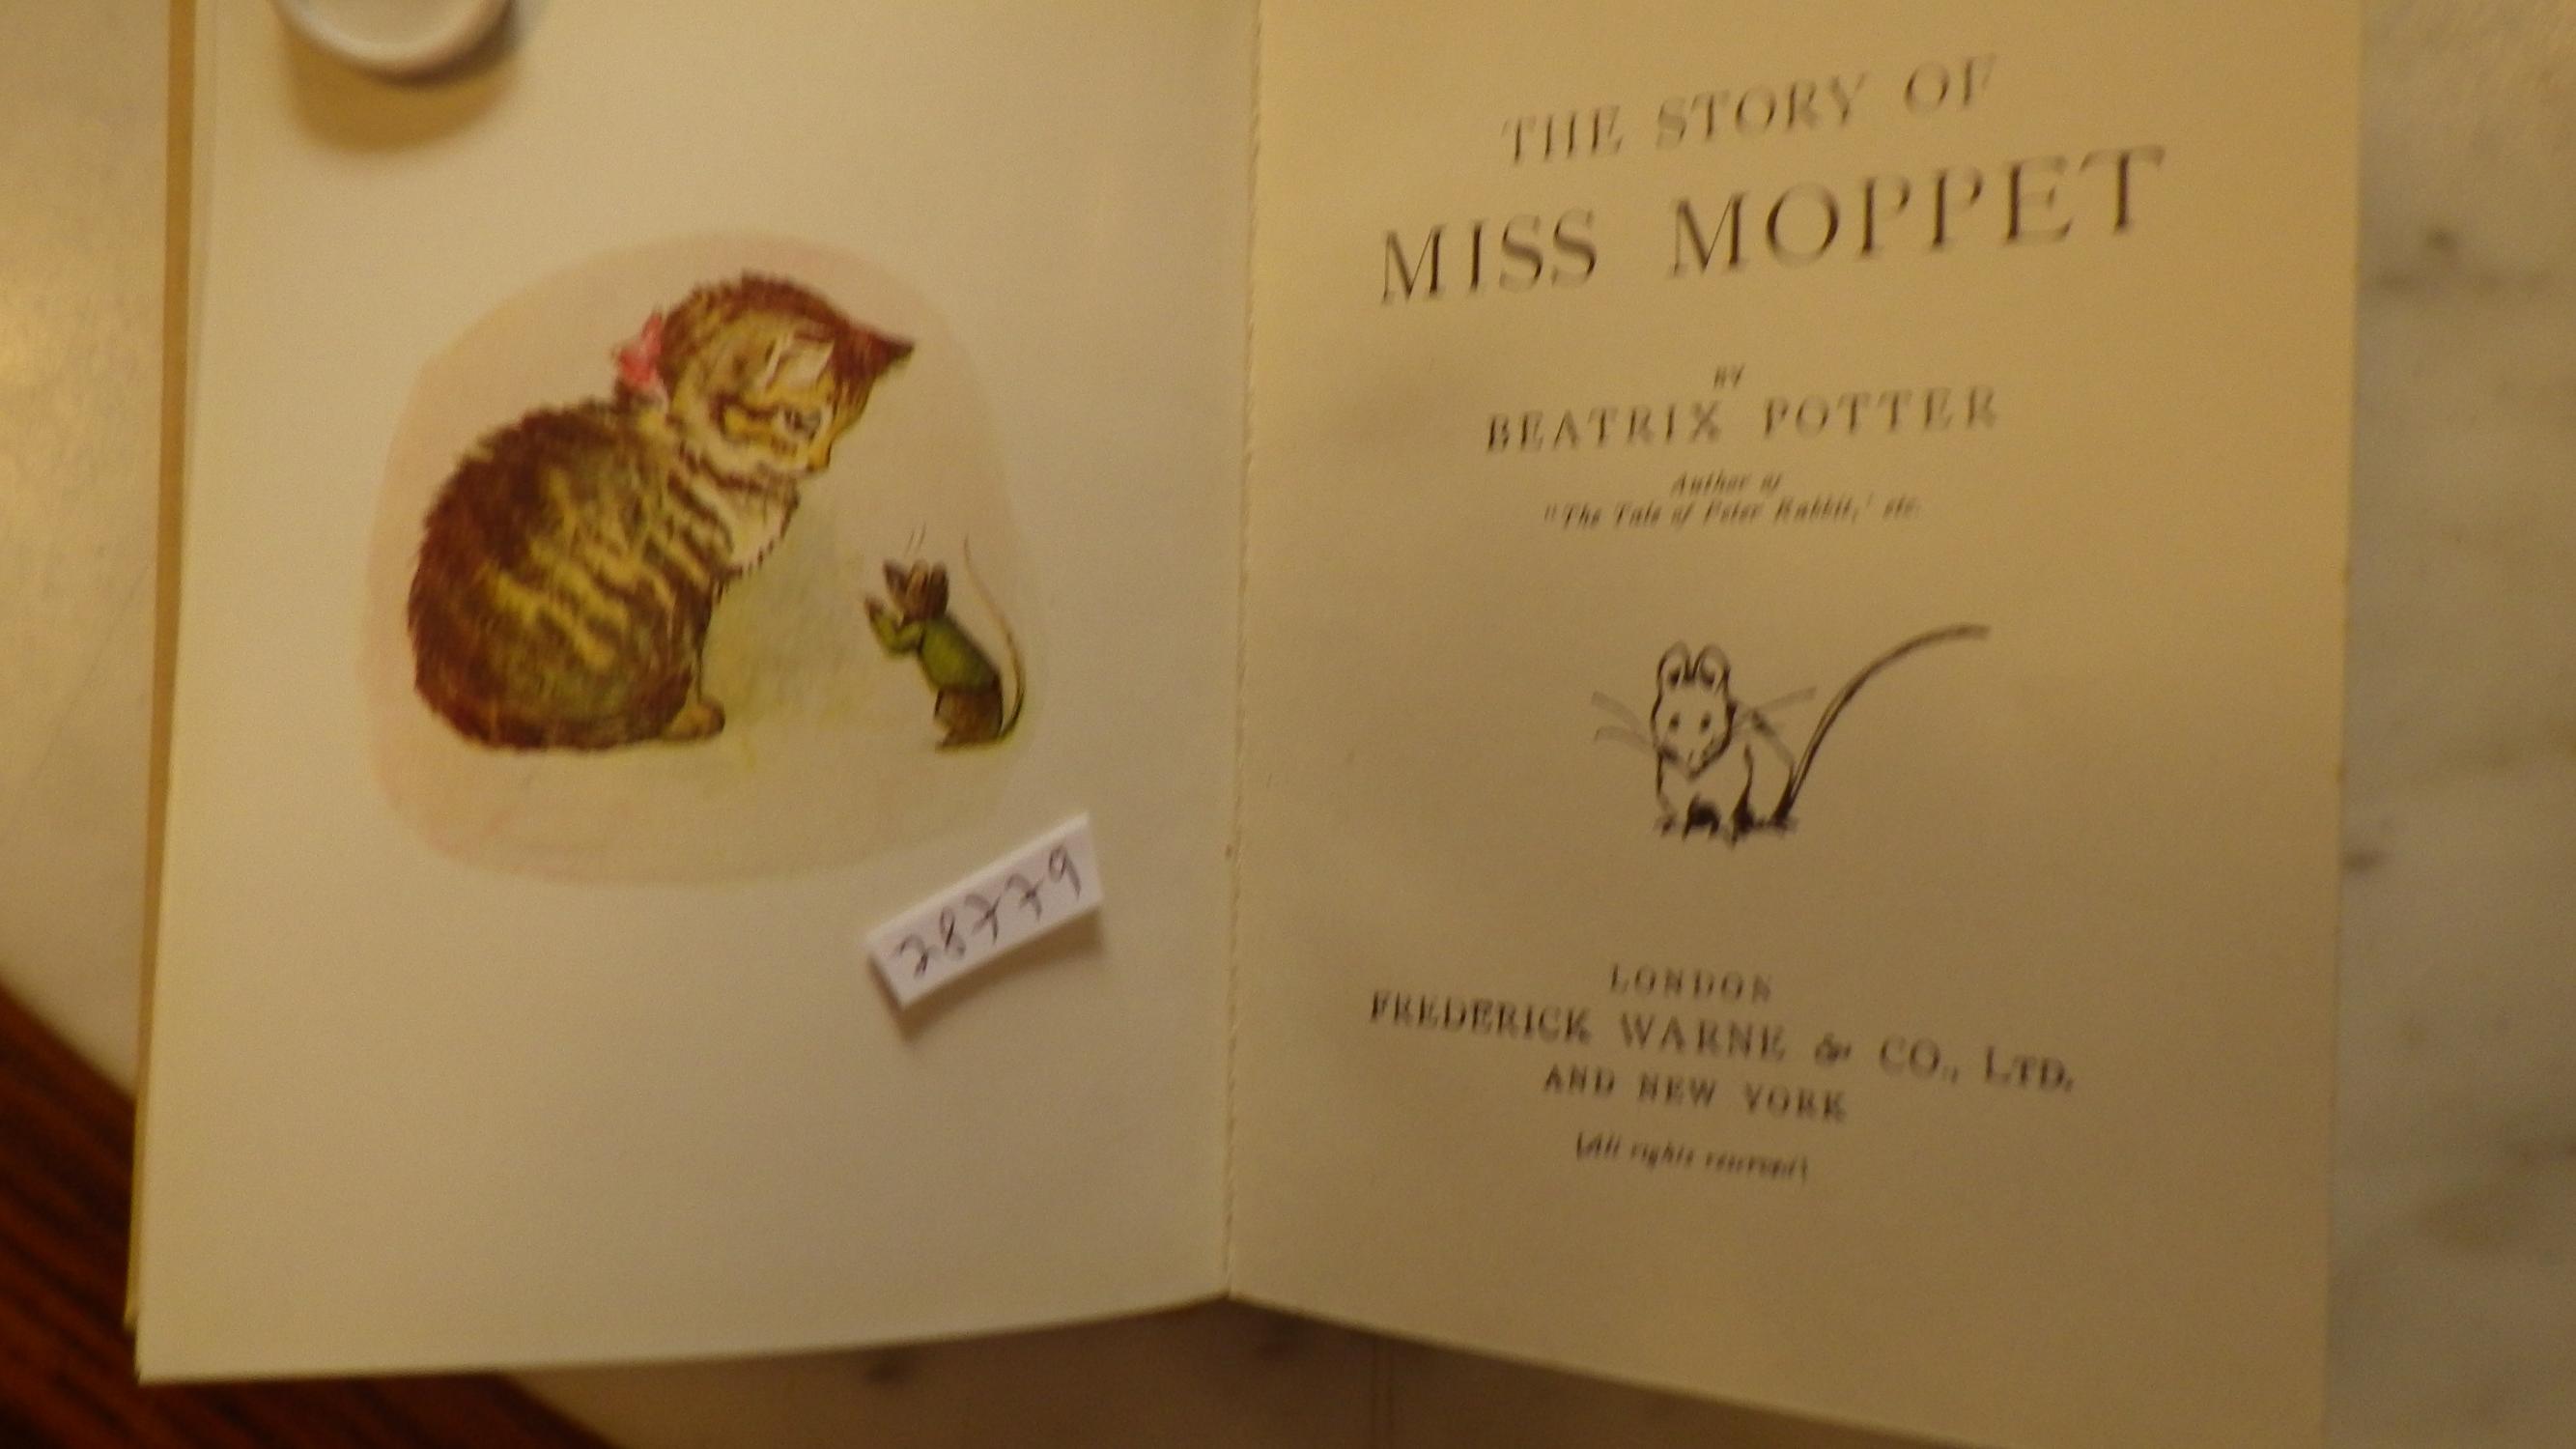 28779
THE STORY OF
MISS MOPPET
BY
BEATRIX POTTER
Author of
"The Tale of Peter Rabbit,' etc.
LONDON
FREDERICK WARNE & CO., LTD.
AND NEW YORK
[All rights reserved]